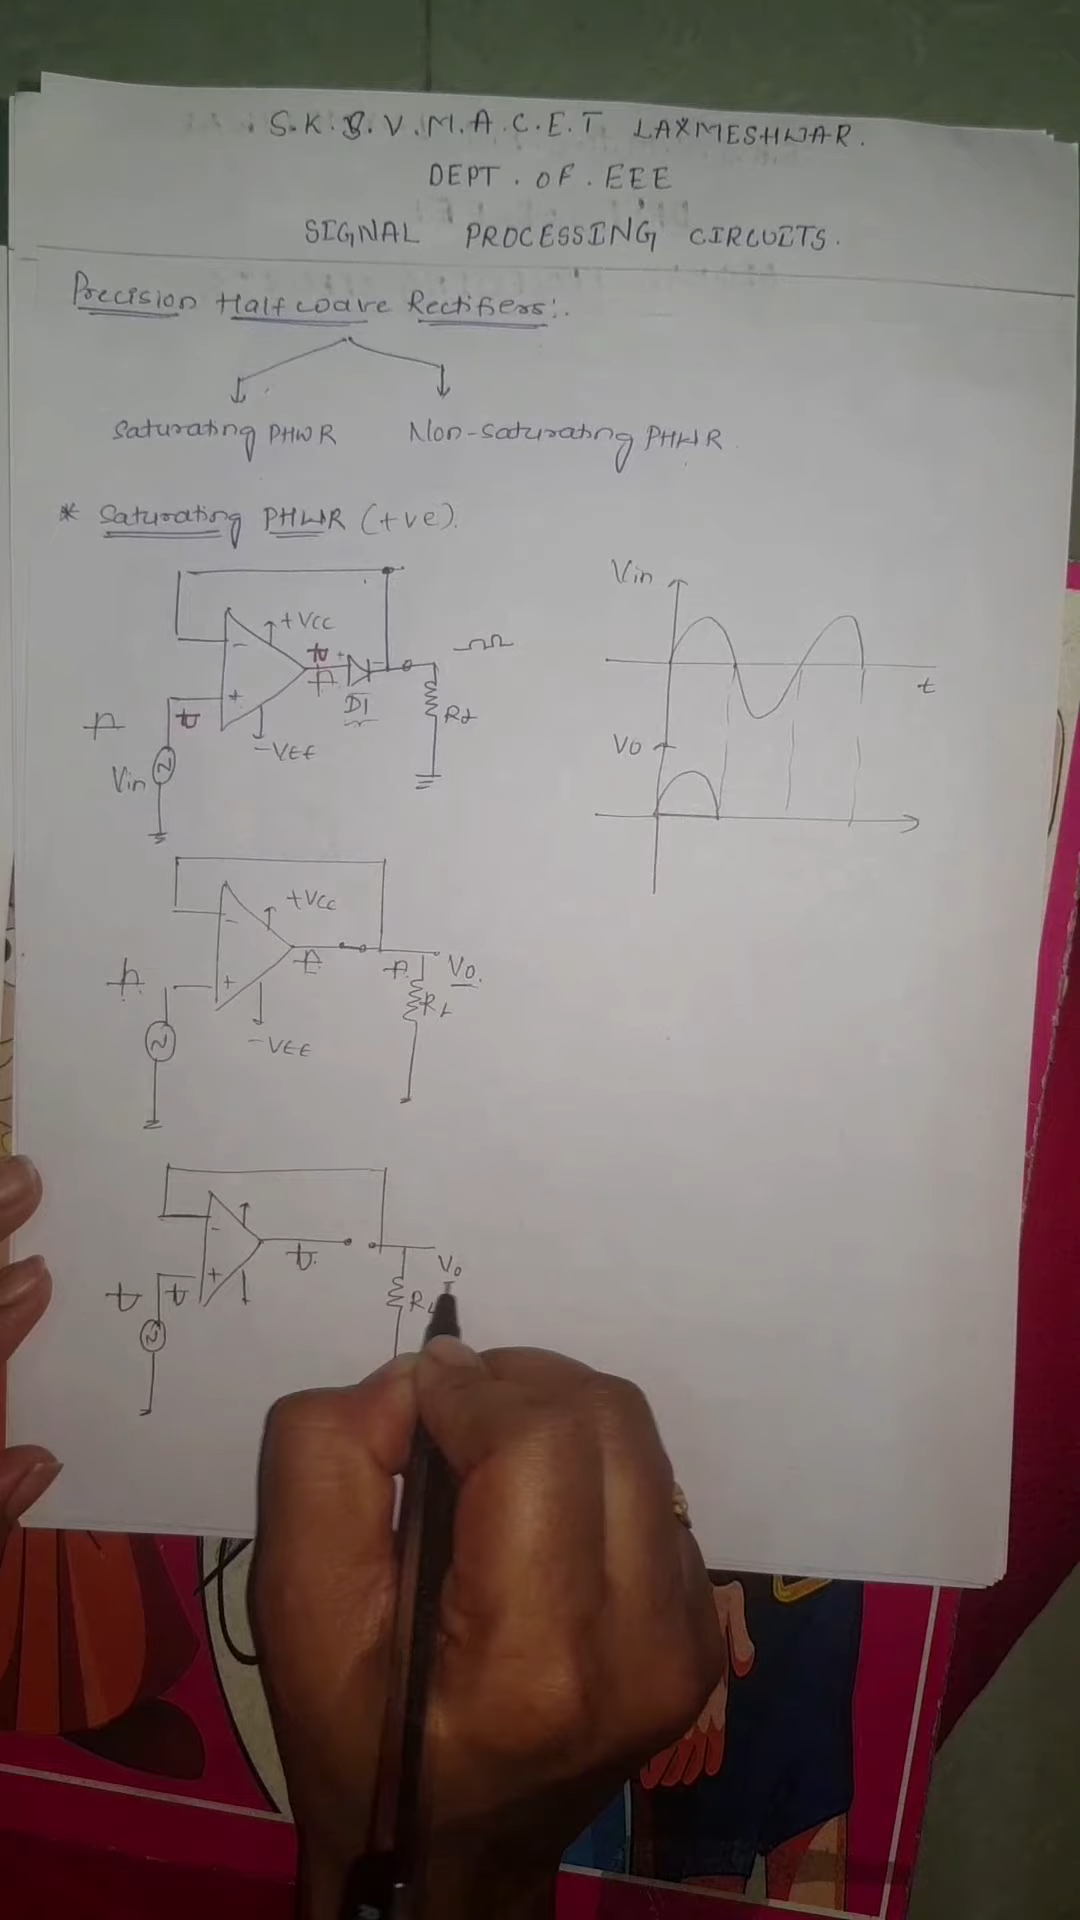 S.K.S.V.M.A.C.E.T LAXMESHWAR.
DEPT. OF. EEE
SIGNAL PROCESSING CIRCUITS.
Precision Halfwave Rectifiers:.
Saturating PHWR Non-saturating PHWR.
* Saturating PHWR (+ve).
Vin
+VCC
-
+
D1
+
-VEE
RL
Vin
t
Vo
+VCC
-
+
Vo.
RL
-VEE
-
+
Vo
RL